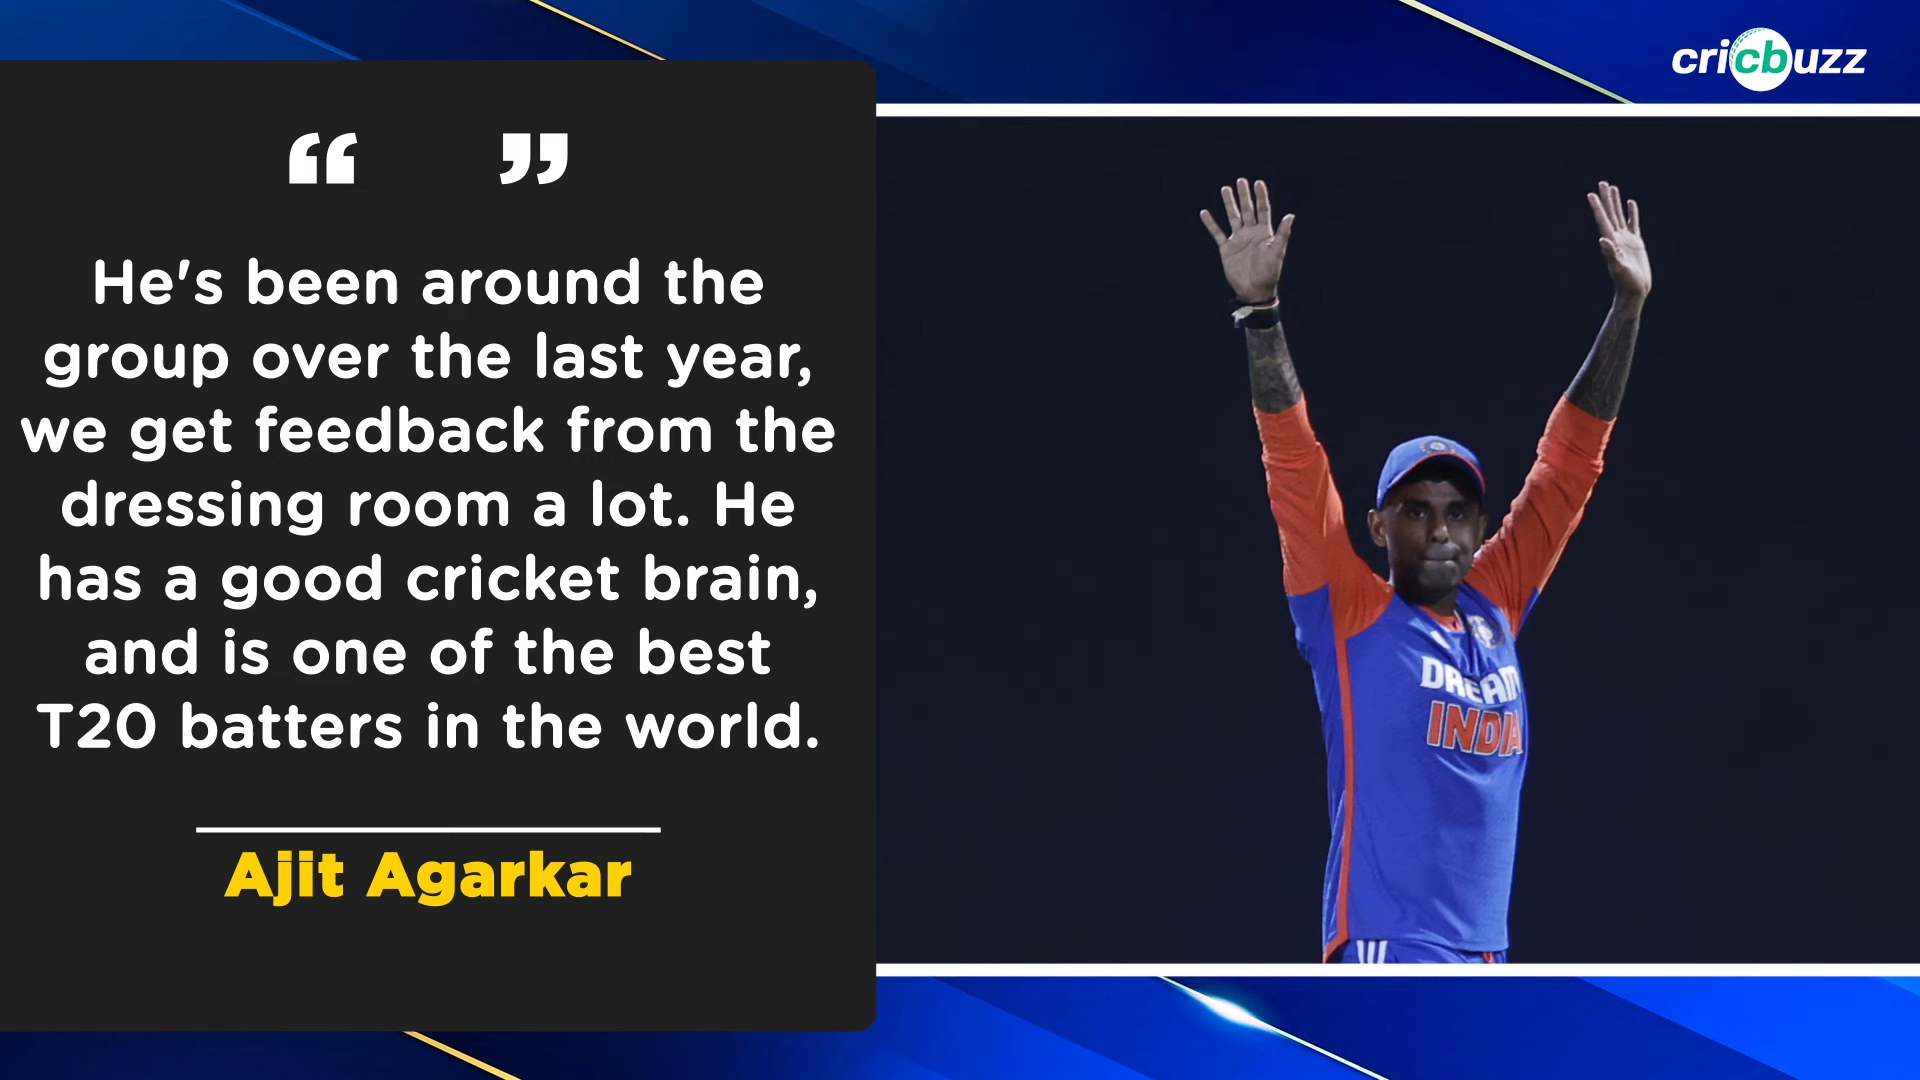 cricbuzz
“ ”
He's been around the
group over the last year,
we get feedback from the
dressing room a lot. He
has a good cricket brain,
and is one of the best
T20 batters in the world.
Ajit Agarkar
DREAM
INDIA